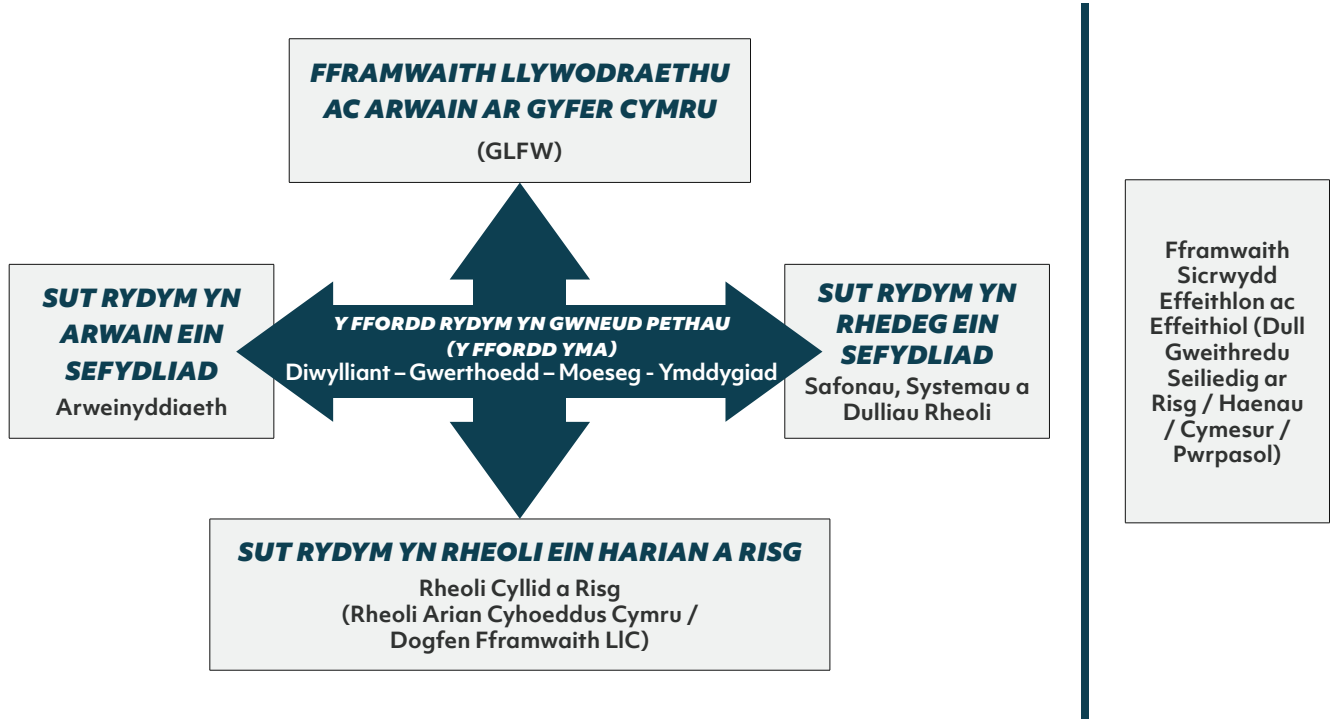 FFRAMWAITH LLYWODRAETHU
AC ARWAIN AR GYFER CYMRU
(GLFW)
SUT RYDYM YN
ARWAIN EIN
SEFYDLIAD
Arweinyddiaeth
Y FFORDD RYDYM YN GWNEUD PETHAU
(Y FFORDD YMA)
Diwylliant – Gwerthoedd – Moeseg - Ymddygiad
SUT RYDYM YN
RHEDEG EIN
SEFYDLIAD
Safonau, Systemau a
Dulliau Rheoli
SUT RYDYM YN RHEOLI EIN HARIAN A RISG
Rheoli Cyllid a Risg
(Rheoli Arian Cyhoeddus Cymru /
Dogfen Fframwaith LlC)
Fframwaith
Sicrwydd
Effeithlon ac
Effeithiol (Dull
Gweithredu
Seiliedig ar
Risg / Haenau
/ Cymesur /
Pwrpasol)